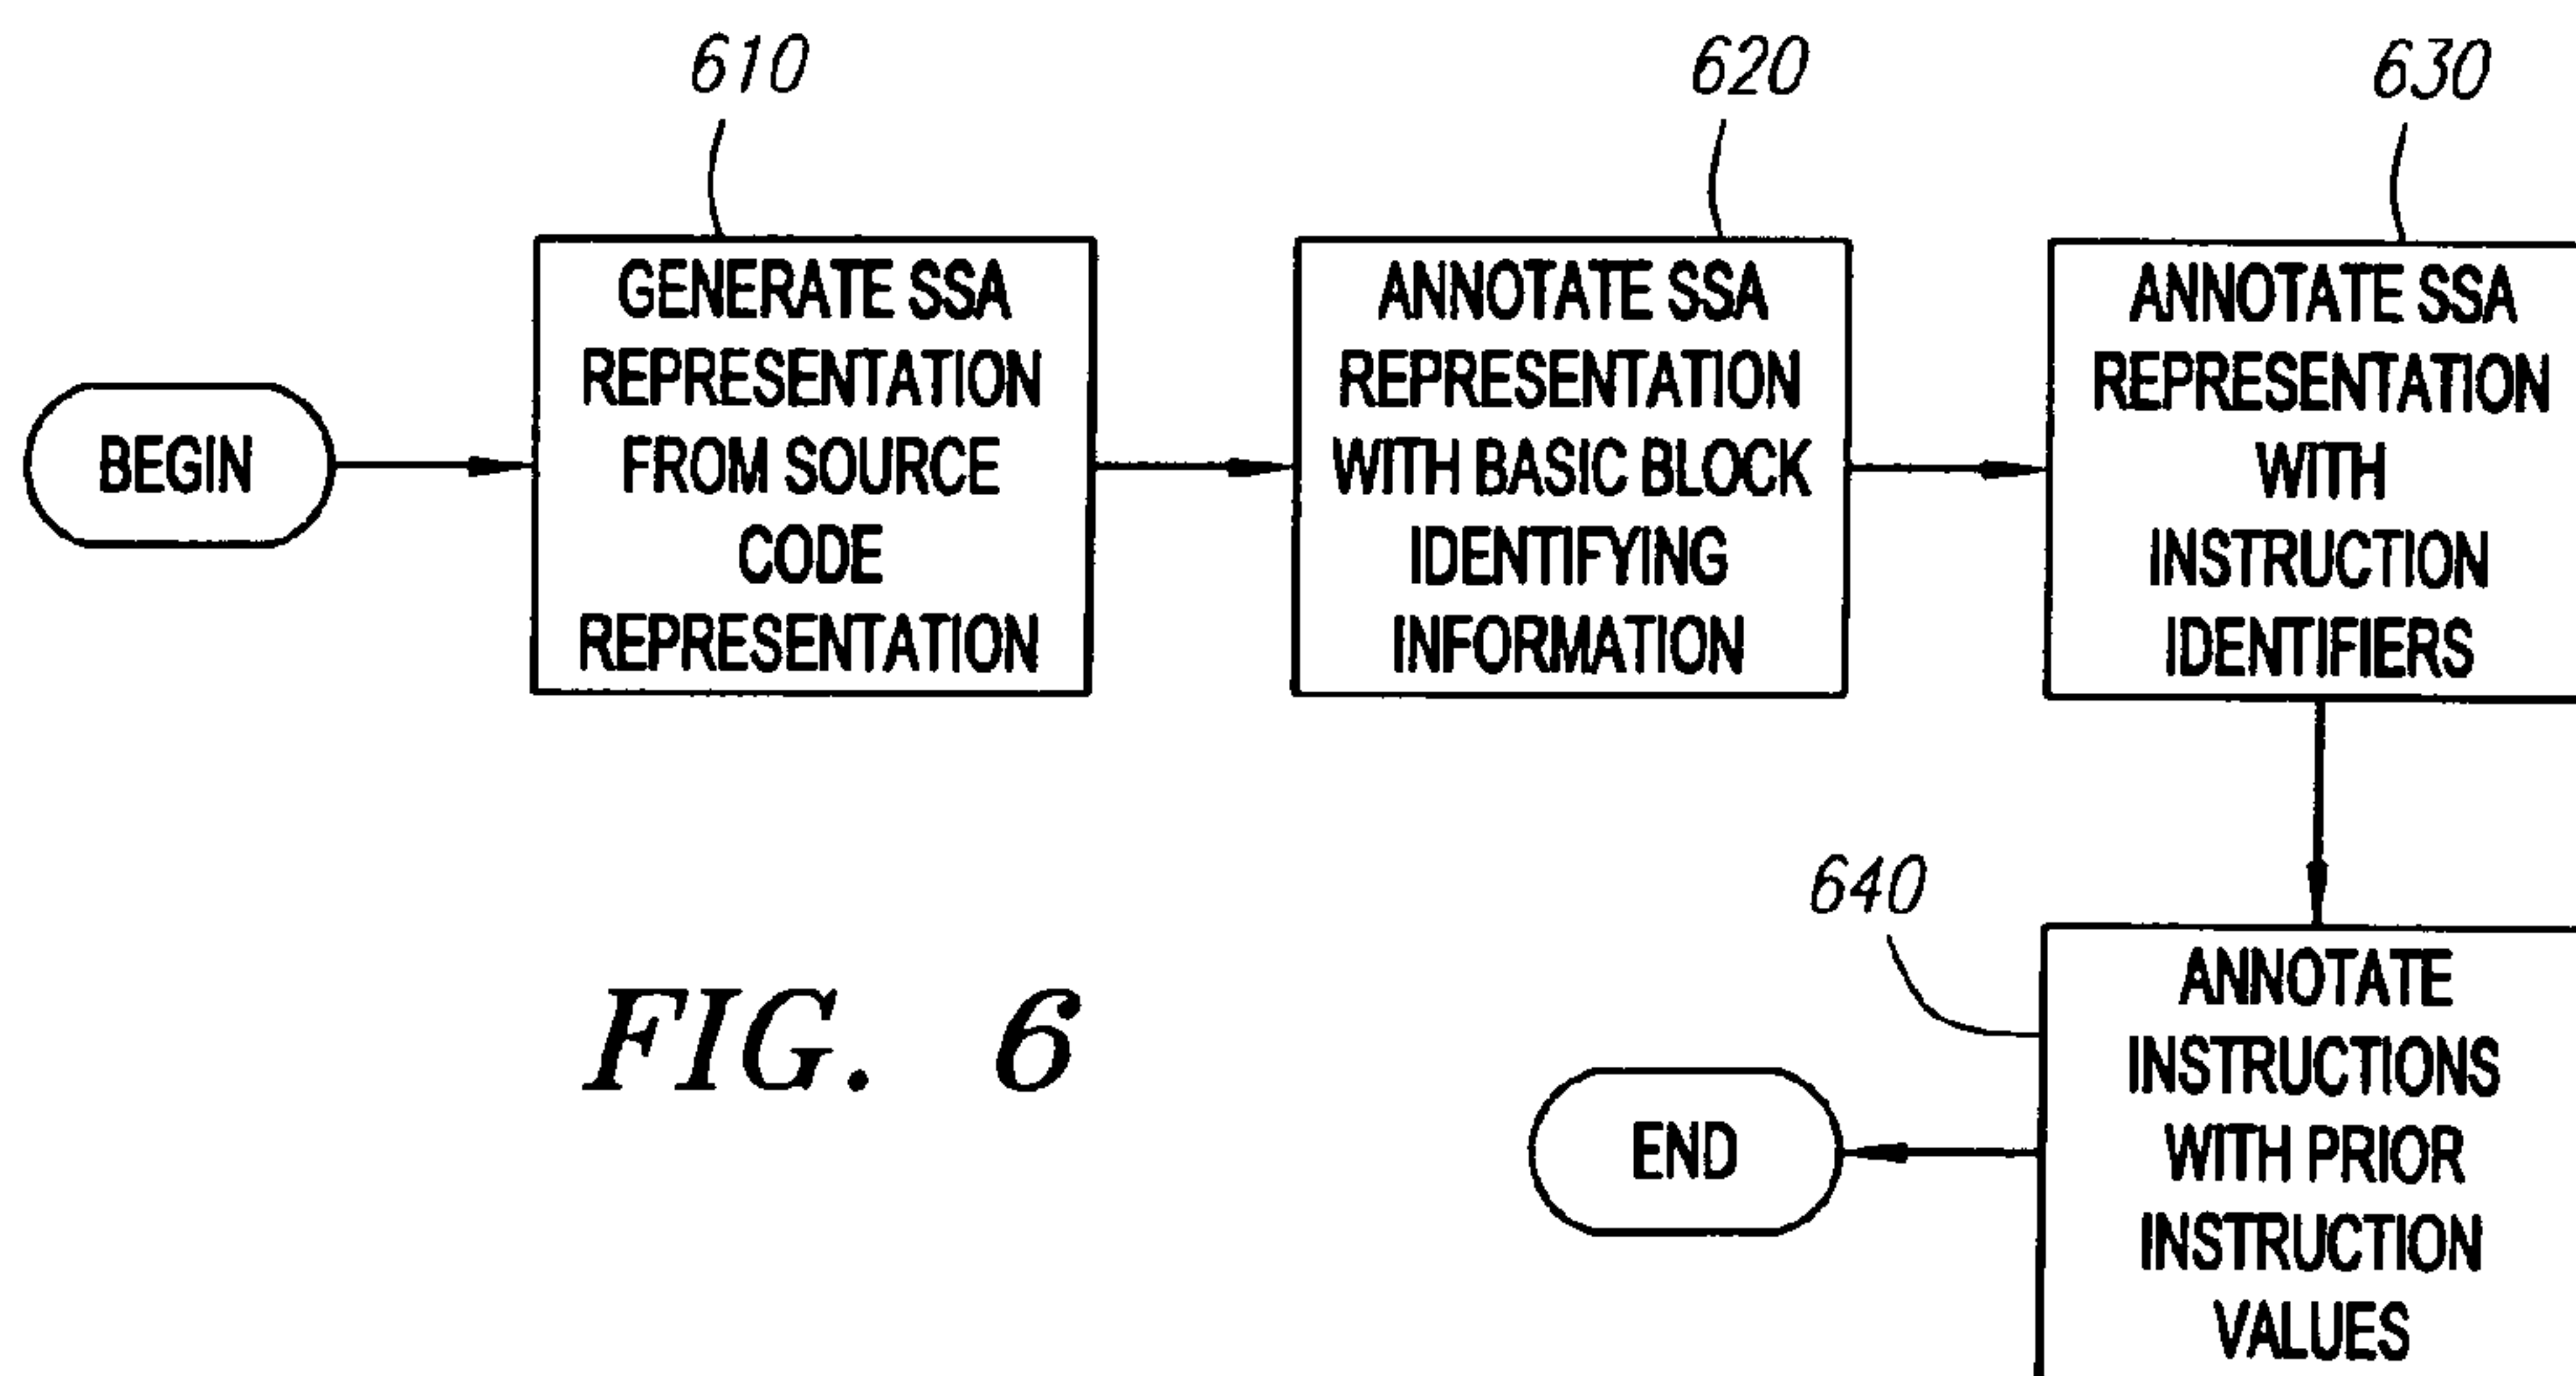 610
620
630
BEGIN
GENERATE SSA
REPRESENTATION
FROM SOURCE
CODE
REPRESENTATION
ANNOTATE SSA
REPRESENTATION
WITH BASIC BLOCK
IDENTIFYING
INFORMATION
ANNOTATE SSA
REPRESENTATION
WITH
INSTRUCTION
IDENTIFIERS
640
ANNOTATE
INSTRUCTIONS
WITH PRIOR
INSTRUCTION
VALUES
END
FIG. 6